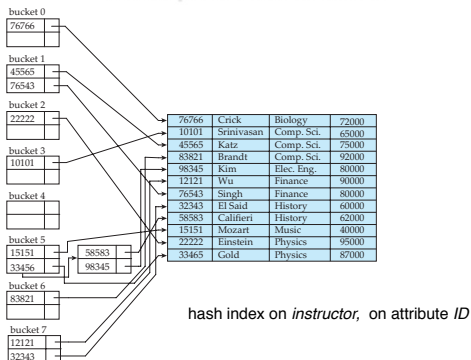 bucket 0
76766
bucket 1
45565
76543
bucket 2
22222
bucket 3
10101
bucket 4
bucket 5
15151
33456
58583
98345
bucket 6
83821
bucket 7
12121
32343
76766 Crick Biology 72000
10101 Srinivasan Comp. Sci. 65000
45565 Katz Comp. Sci. 75000
83821 Brandt Comp. Sci. 92000
98345 Kim Elec. Eng. 80000
12121 Wu Finance 90000
76543 Singh Finance 80000
32343 El Said History 60000
58583 Califieri History 62000
15151 Mozart Music 40000
22222 Einstein Physics 95000
33465 Gold Physics 87000
hash index on instructor, on attribute ID